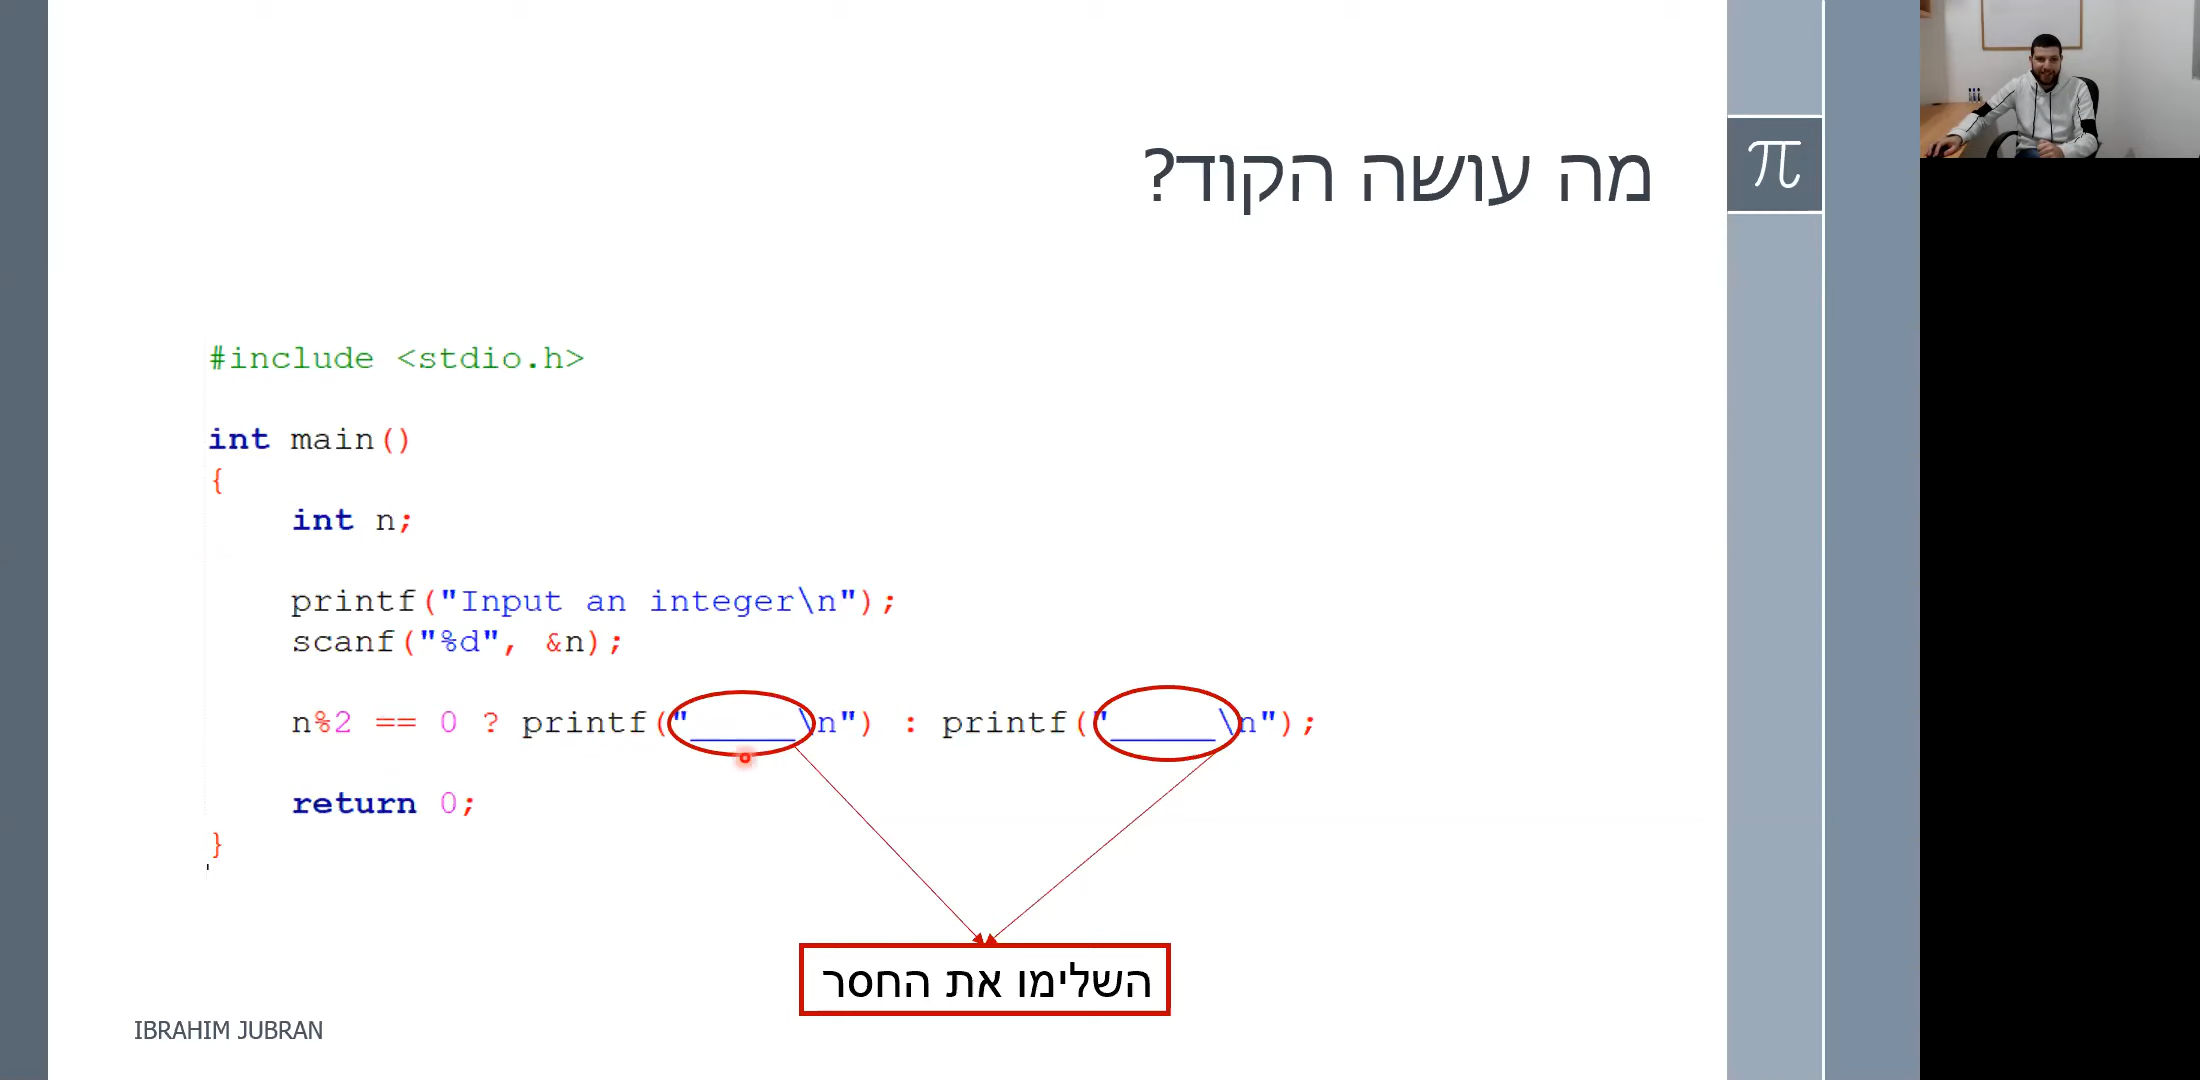 מה עושה הקוד?
π
#include <stdio.h>
int main()
{
int n;
printf("Input an integer\n");
scanf("%d", &n);
n%2 == 0 ? printf("_____\n") : printf("_____\n");
return 0;
}
השלימו את החסר
IBRAHIM JUBRAN